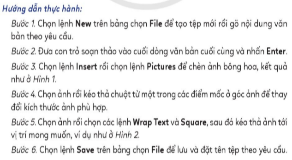 Hướng dẫn thực hành:
Bước 1. Chọn lệnh New trên bảng chọn File để tạo tệp mới rồi gõ nội dung văn
bản theo yêu cầu.
Bước 2. Đưa con trỏ soạn thảo vào cuối dòng văn bản cuối cùng và nhấn Enter.
Bước 3. Chọn lệnh Insert rồi chọn lệnh Pictures để chèn ảnh bông hoa, kết quả
như ở Hình 1.
Bước 4. Chọn ảnh rồi kéo thả chuột từ một trong các điểm mốc ở góc ảnh để thay
đổi kích thước ảnh phù hợp.
Bước 5. Chọn ảnh rồi chọn các lệnh Wrap Text và Square, sau đó kéo thả ảnh tới
vị trí mong muốn, ví dụ như ở Hình 2.
Bước 6. Chọn lệnh Save trên bảng chọn File để lưu và đặt tên tệp theo yêu cầu.